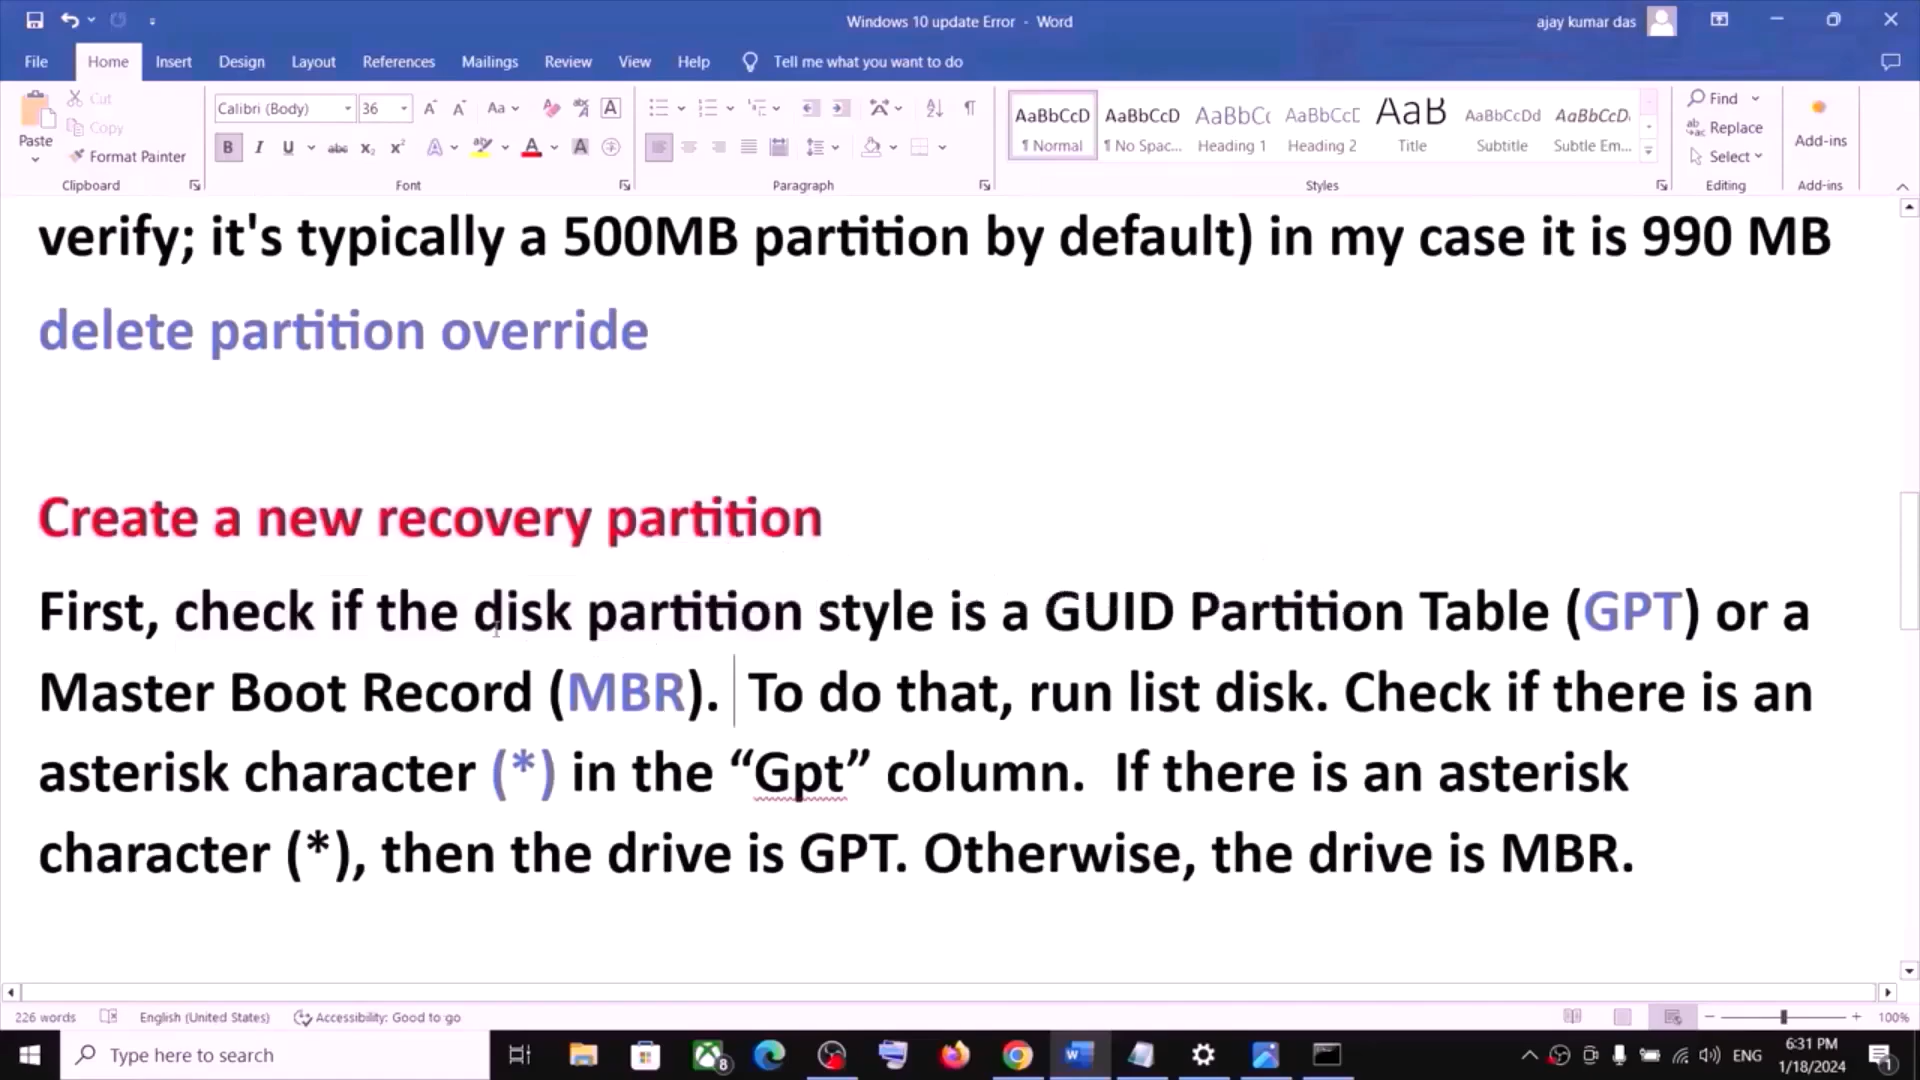 Windows 10 update Error - Word
ajay kumar das
File Home Insert Design Layout References Mailings Review View Help Tell me what you want to do
Paste
Cut
Copy
Format Painter
Clipboard
Calibri (Body) 36
Font
Paragraph
AaBbCcD AaBbCcD AaBbCc AaBbCcE AaB AaBbCcDd AaBbCcD.
¶ Normal ¶ No Spac... Heading 1 Heading 2 Title Subtitle Subtle Em...
Styles
Find
Replace
Select
Editing
Add-ins
Add-ins
verify; it's typically a 500MB partition by default) in my case it is 990 MB
delete partition override
Create a new recovery partition
First, check if the disk partition style is a GUID Partition Table (GPT) or a
Master Boot Record (MBR). To do that, run list disk. Check if there is an
asterisk character (*) in the “Gpt” column. If there is an asterisk
character (*), then the drive is GPT. Otherwise, the drive is MBR.
226 words English (United States) Accessibility: Good to go 100%
Type here to search
8
ENG
6:31 PM
1/18/2024
1